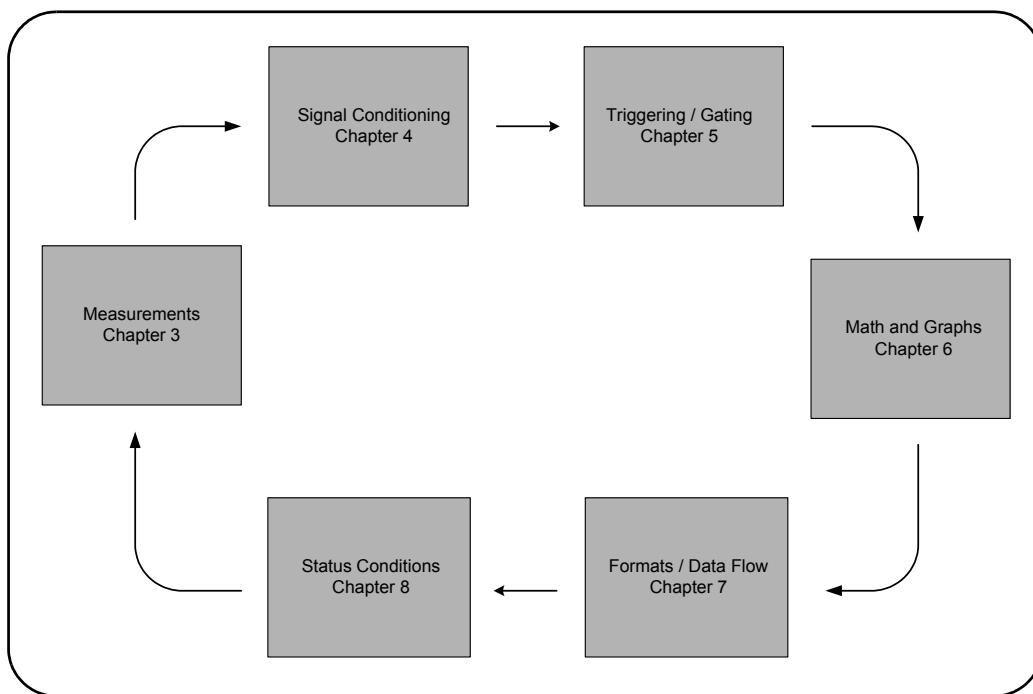 Signal Conditioning
Chapter 4
Triggering / Gating
Chapter 5
Measurements
Chapter 3
Math and Graphs
Chapter 6
Status Conditions
Chapter 8
Formats / Data Flow
Chapter 7